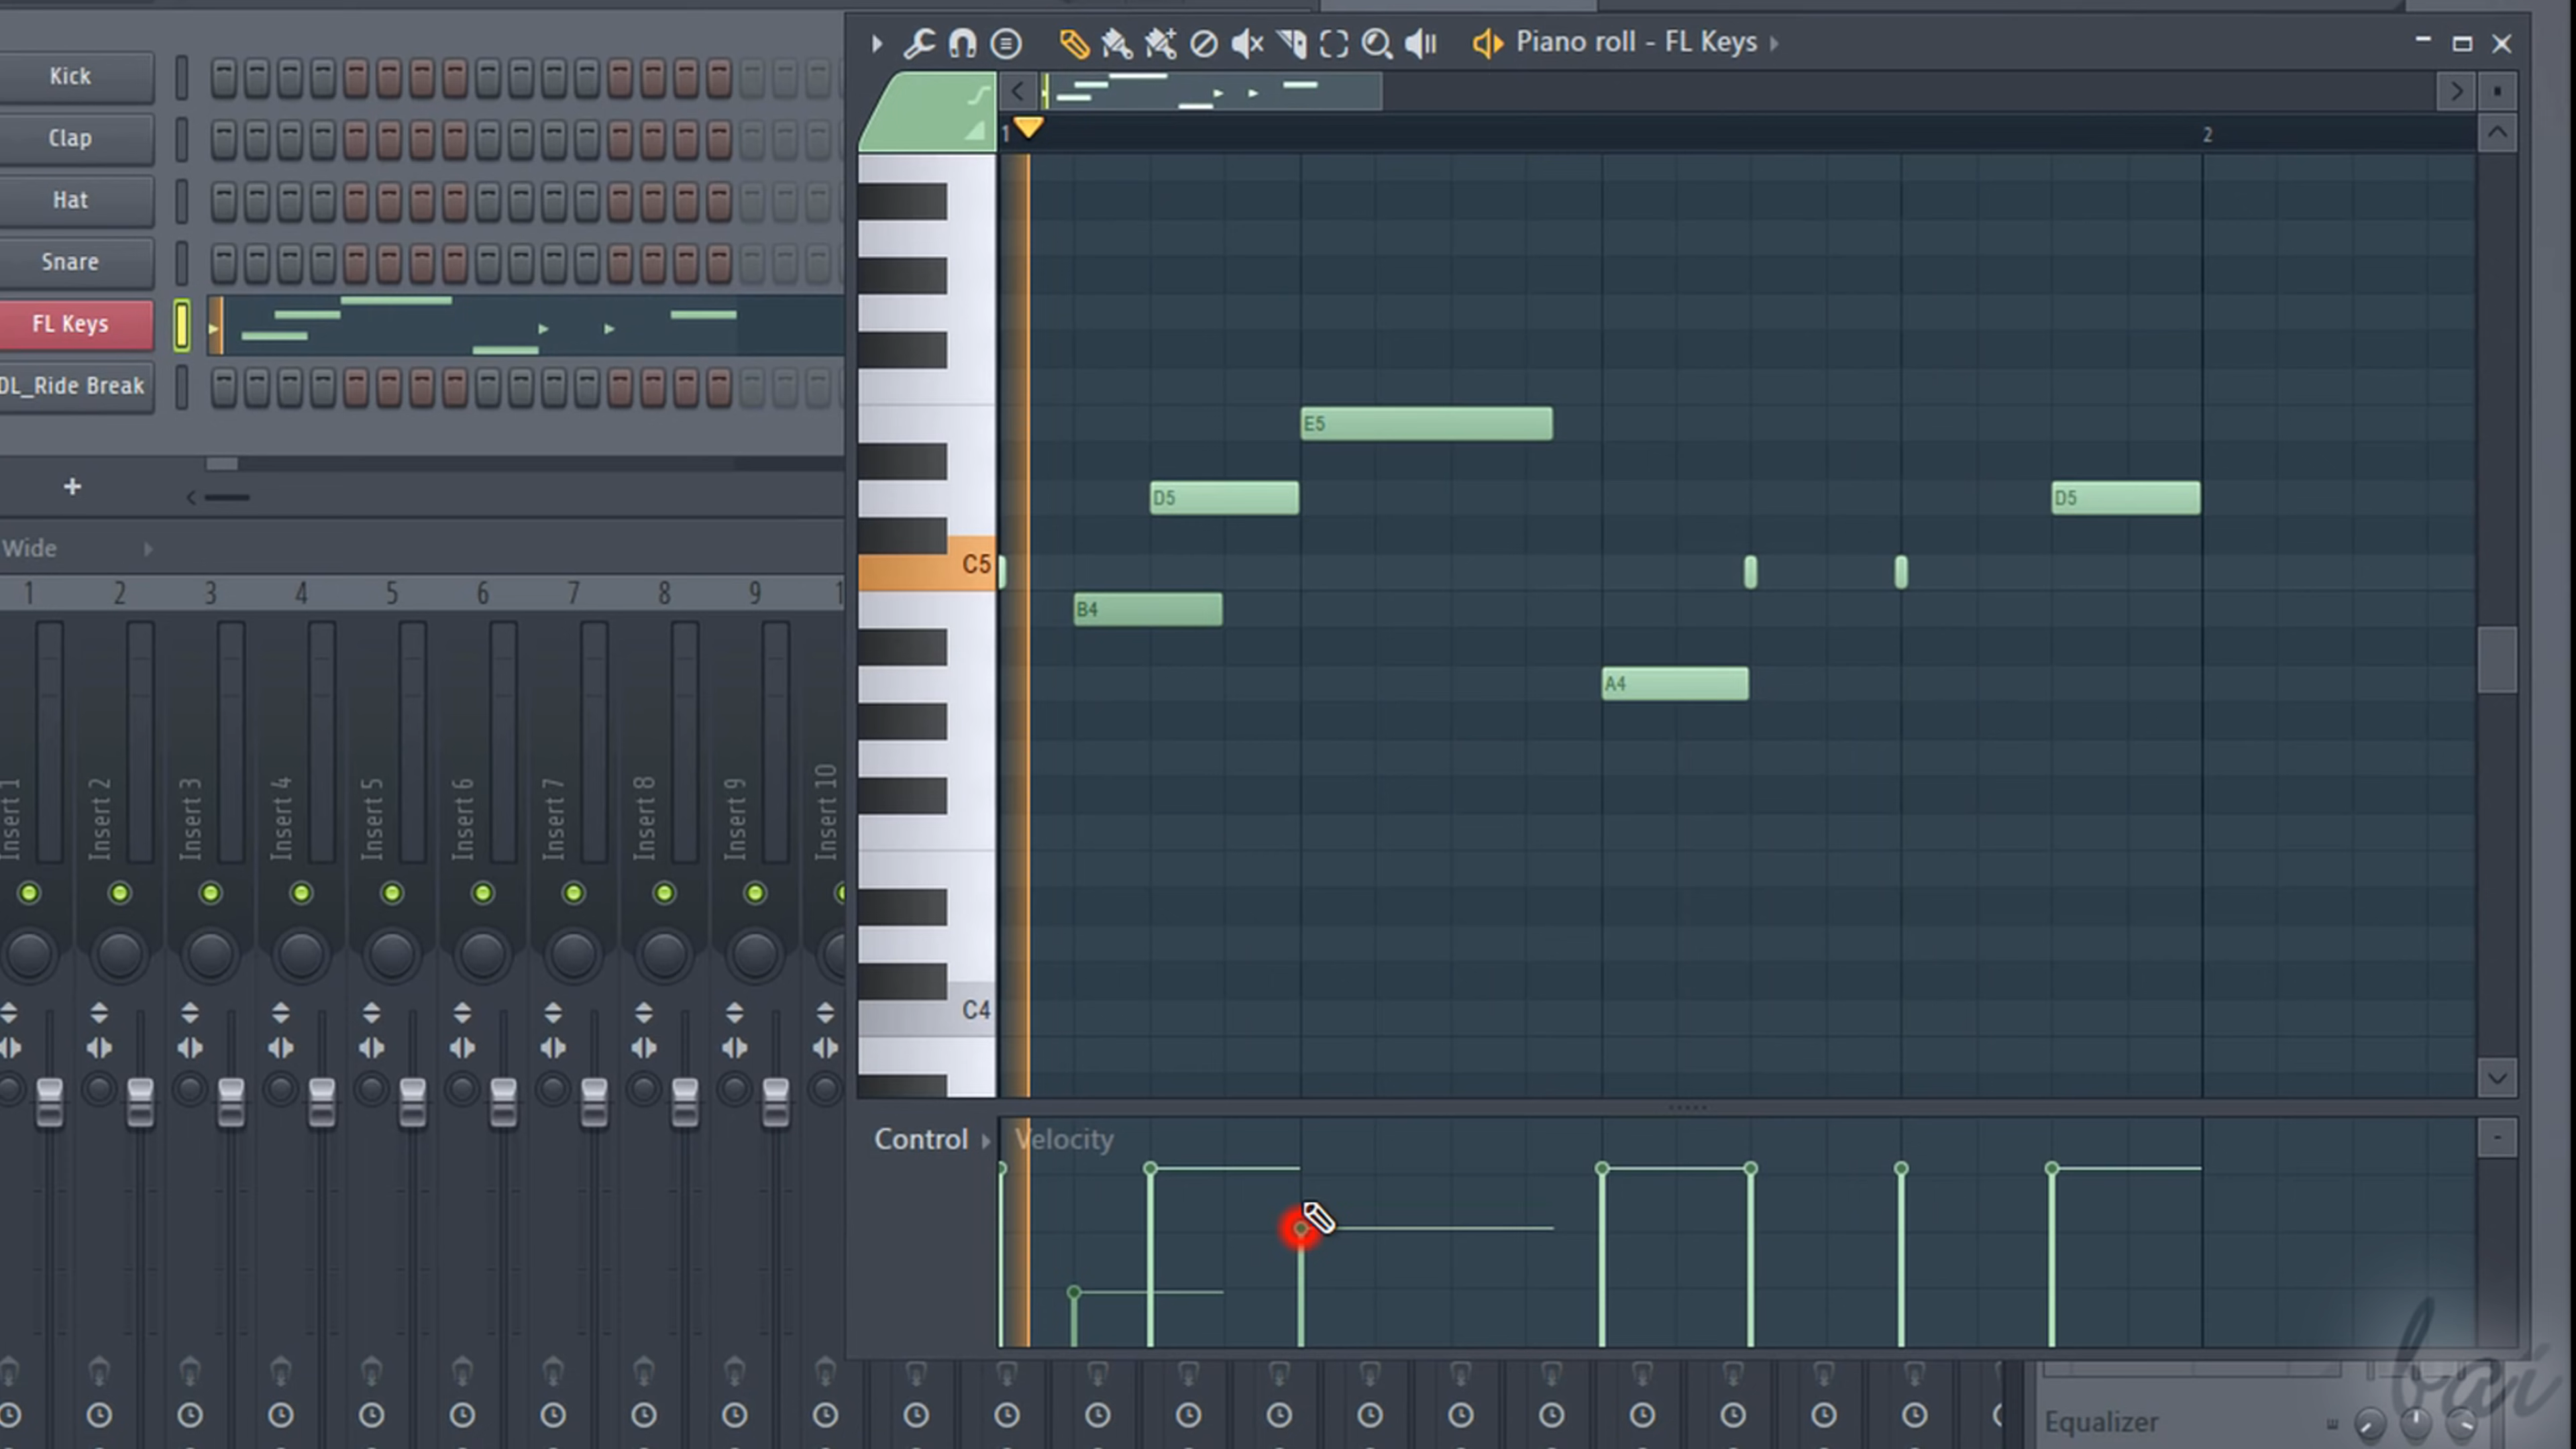 Piano roll - FL Keys
Kick
Clap
Hat
Snare
FL Keys
DL_Ride Break
+
Wide
1 2 3 4 5 6 7 8 9 1
Insert 1
Insert 2
Insert 3
Insert 4
Insert 5
Insert 6
Insert 7
Insert 8
Insert 9
Insert 10
1 2
E5
D5 D5
C5
B4
A4
C4
Control Velocity
Equalizer
bai